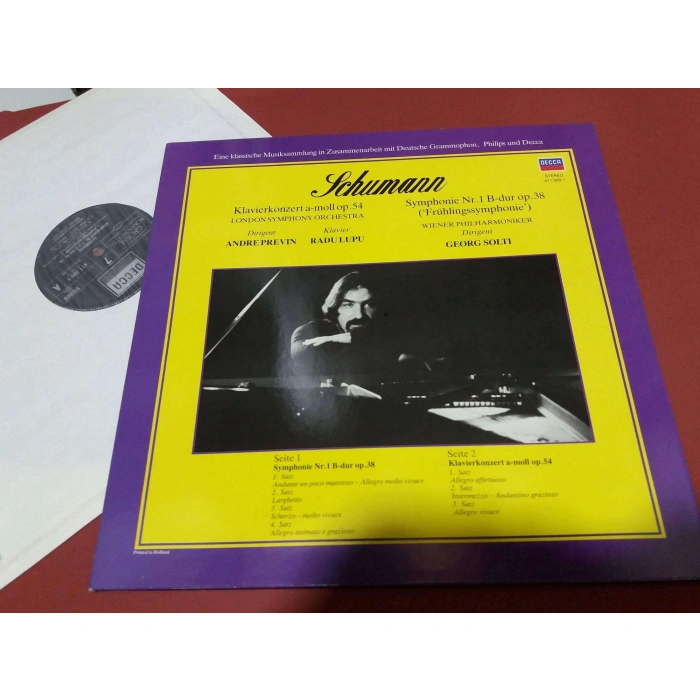 Eine klassische Musiksammlung in Zusammenarbeit mit Deutsche Grammophon, Philips und Decca
DECCA
STEREO
Schumann
Klavierkonzert a-moll op.54
LONDON SYMPHONY ORCHESTRA
Dirigent Klavier
ANDRE PREVIN RADU LUPU
Symphonie Nr.1 B-dur op.38
('Frühlingssymphonie')
WIENER PHILHARMONIKER
Dirigent
GEORG SOLTI
Seite 1
Symphonie Nr.1 B-dur op.38
1. Satz
Andante un poco maestoso – Allegro molto vivace
2. Satz
Larghetto
3. Satz
Scherzo – molto vivace
4. Satz
Allegro animato e grazioso
Seite 2
Klavierkonzert a-moll op.54
1. Satz
Allegro affettuoso
2. Satz
Intermezzo – Andantino grazioso
3. Satz
Allegro vivace
Printed in Holland
DECCA
7
A